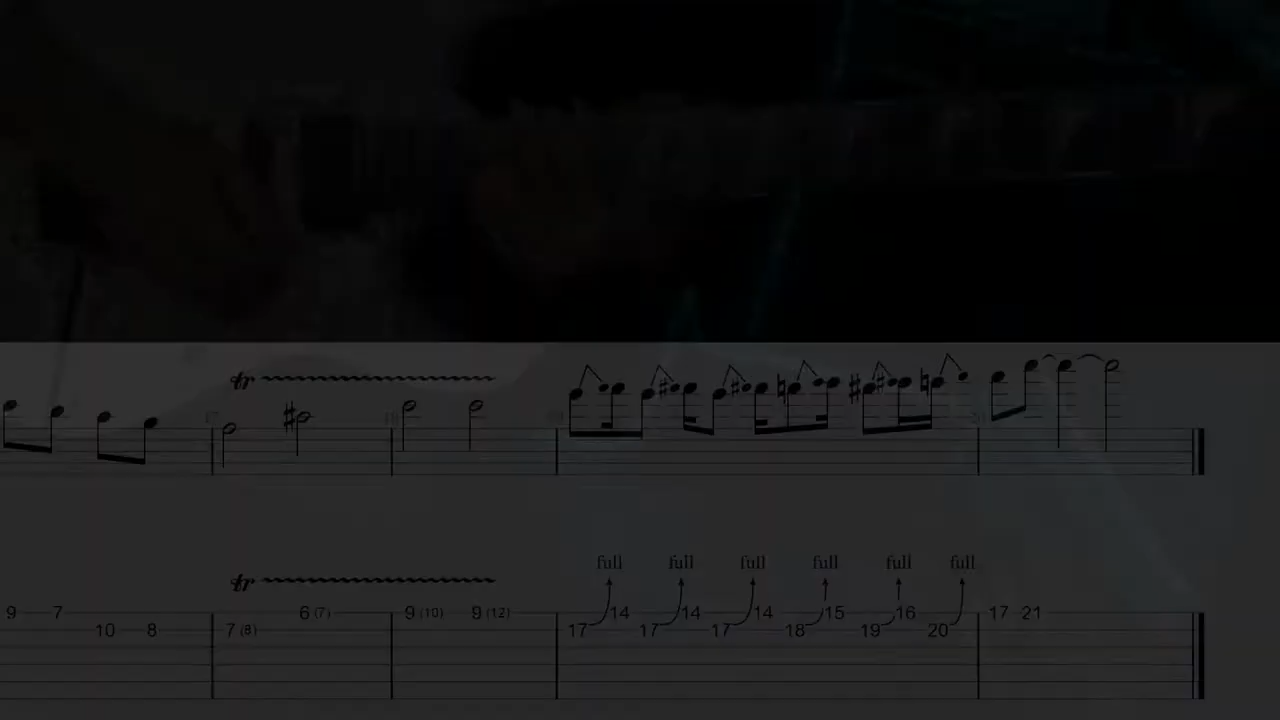 tr
full full full full full full
tr
9 7 6 (7) 9 (10) 9 (12) 14 14 14 15 16 17 21
10 8 7 (8) 17 17 17 18 19 20